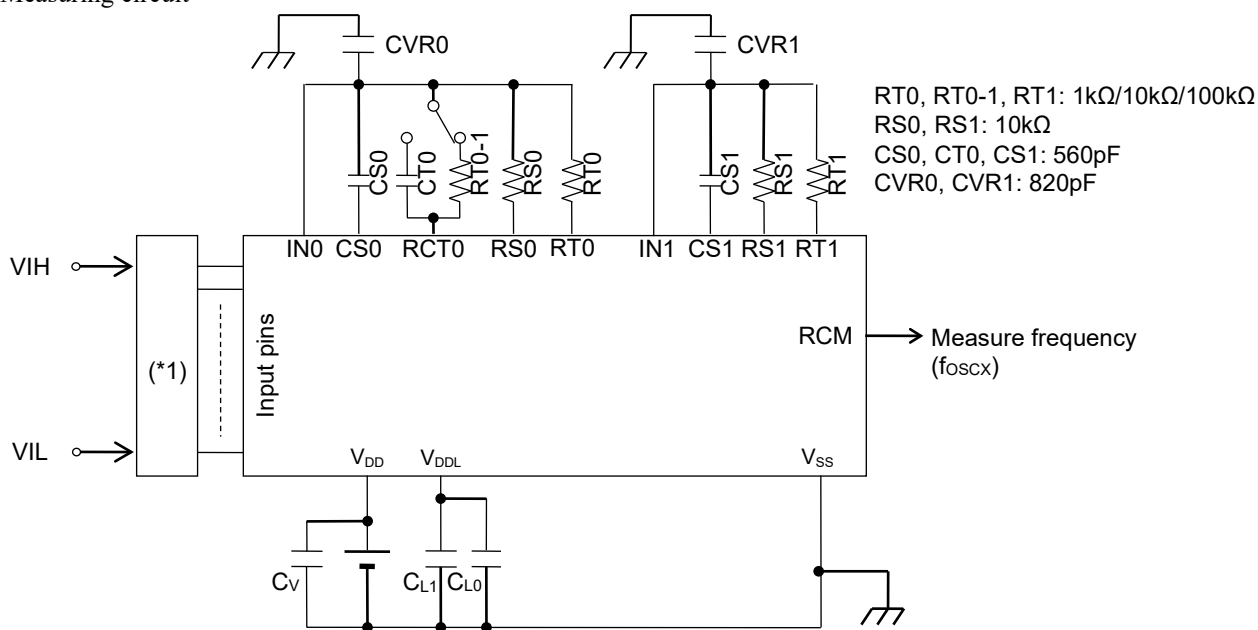 Measuring circuit
CVR0
CVR1
RT0, RT0-1, RT1: 1kΩ/10kΩ/100kΩ
RS0, RS1: 10kΩ
CS0, CT0, CS1: 560pF
CVR0, CVR1: 820pF
CS0
CT0
RT0-1
RS0
RT0
CS1
RS1
RT1
IN0 CS0 RCT0 RS0 RT0 IN1 CS1 RS1 RT1
VIH
(*1)
VIL
Input pins
RCM
Measure frequency
(fOSCX)
VDD VDDL VSS
CV CL1 CL0